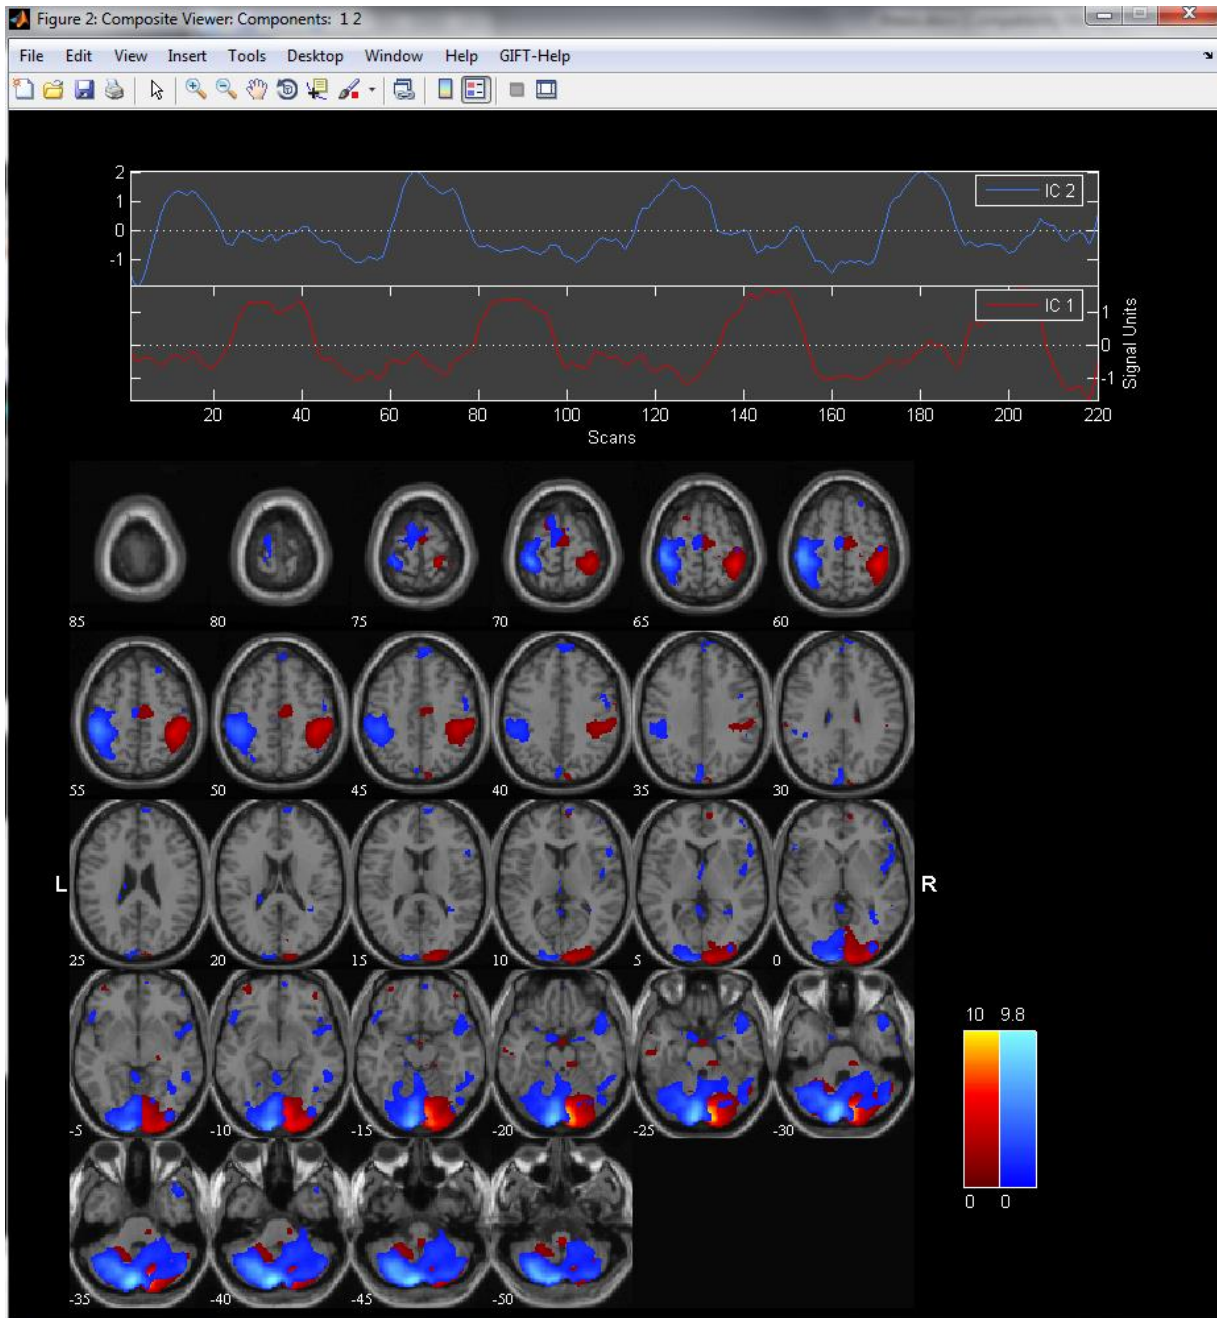 Figure 2: Composite Viewer: Components: 1 2
File Edit View Insert Tools Desktop Window Help GIFT-Help
2
1
0
-1
IC 2
IC 1
1
0
-1
Signal Units
20 40 60 80 100 120 140 160 180 200 220
Scans
85 80 75 70 65 60
55 50 45 40 35 30
L R
25 20 15 10 5 0
-5 -10 -15 -20 -25 -30
10 9.8
0 0
-35 -40 -45 -50